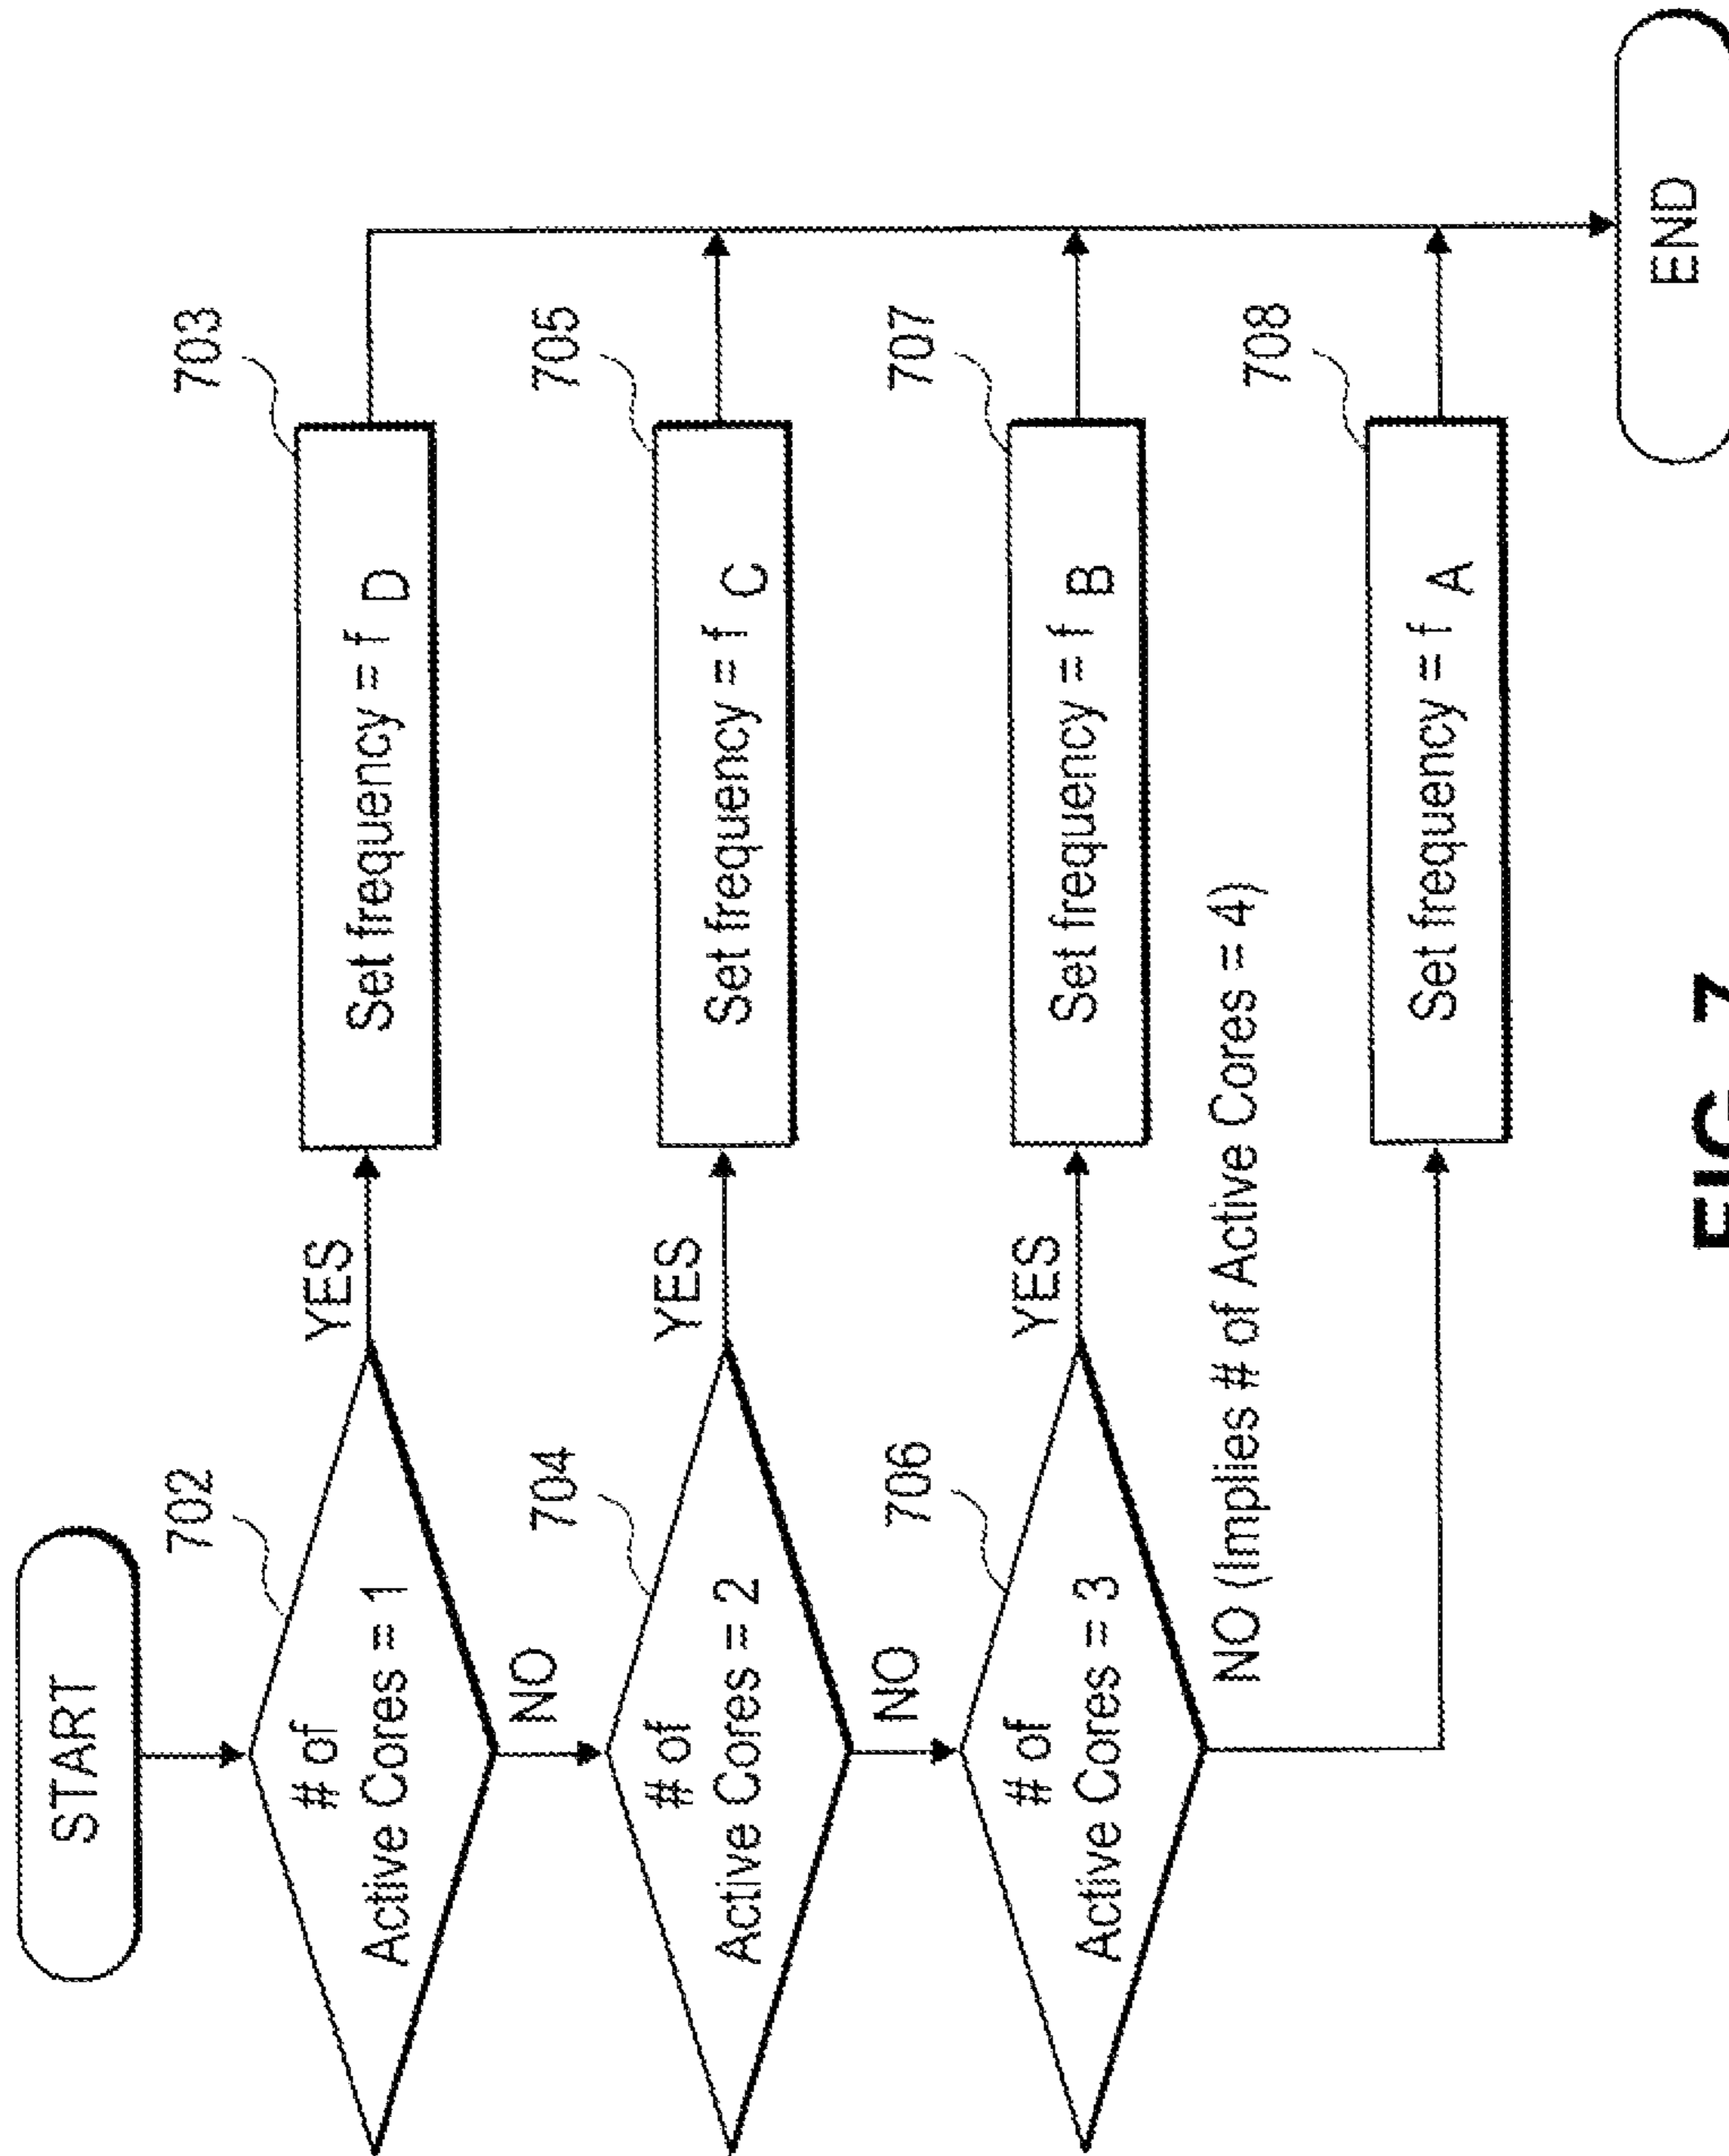 START
702
# of
Active Cores = 1
YES
703
Set frequency = f D
NO
704
# of
Active Cores = 2
YES
705
Set frequency = f C
NO
706
# of
Active Cores = 3
YES
707
Set frequency = f B
NO (Implies # of Active Cores = 4)
708
Set frequency = f A
END
FIG. 7